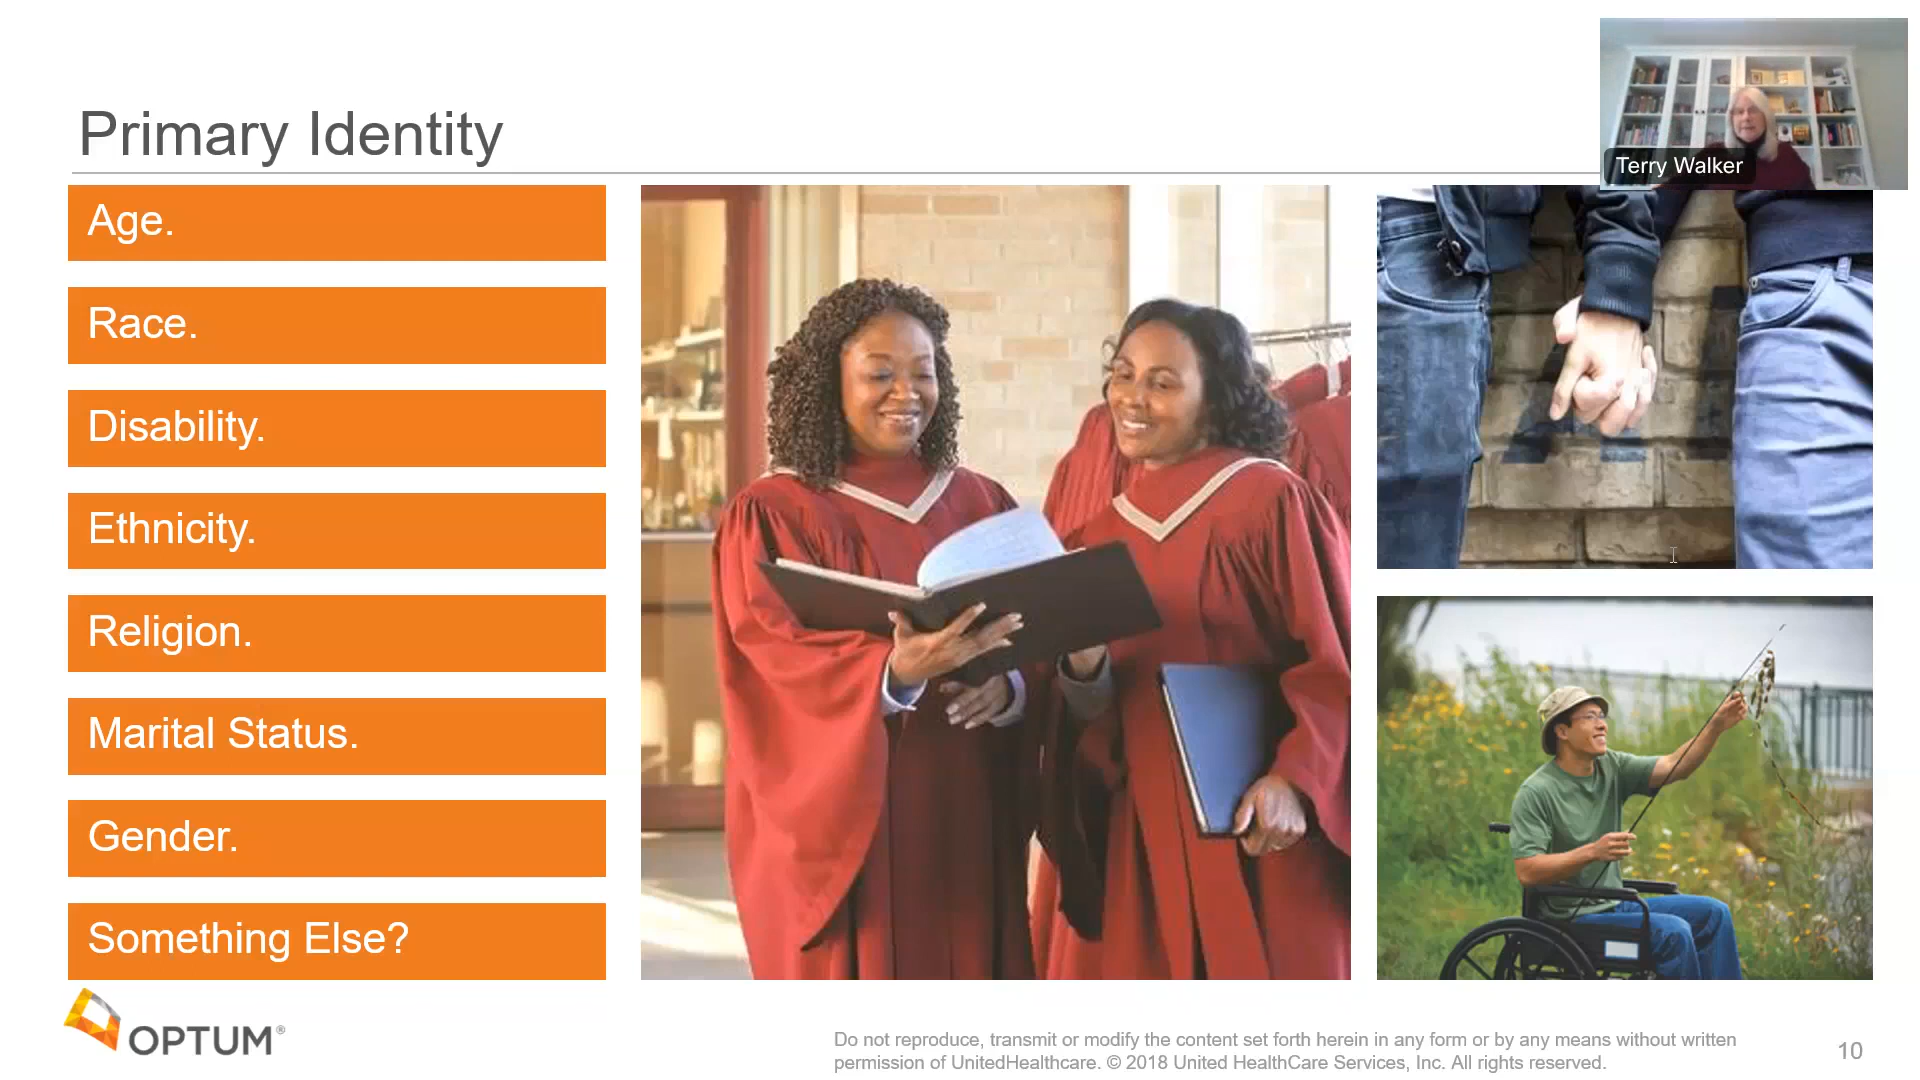 Terry Walker
Primary Identity
Age.
Race.
Disability.
Ethnicity.
Religion.
Marital Status.
Gender.
Something Else?
OPTUM®
Do not reproduce, transmit or modify the content set forth herein in any form or by any means without written
permission of UnitedHealthcare. © 2018 United HealthCare Services, Inc. All rights reserved.
10